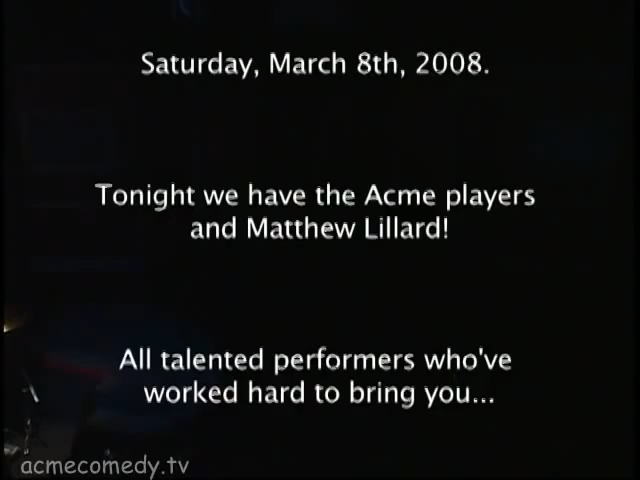 Saturday, March 8th, 2008.
Tonight we have the Acme players
and Matthew Lillard!
All talented performers who've
worked hard to bring you...
acmecomedy.tv